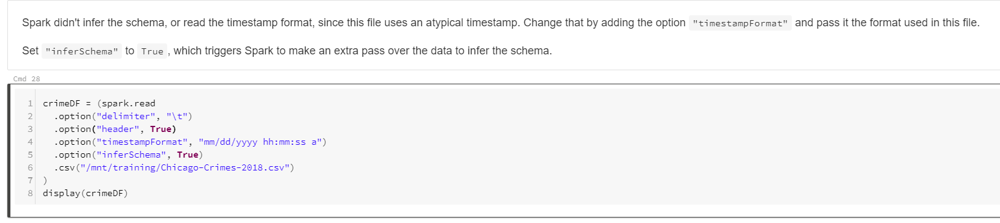 Spark didn't infer the schema, or read the timestamp format, since this file uses an atypical timestamp. Change that by adding the option "timestampFormat" and pass it the format used in this file.
Set "inferSchema" to True , which triggers Spark to make an extra pass over the data to infer the schema.
Cmd 28
1 crimeDF = (spark.read
2   .option("delimiter", "\t")
3   .option("header", True)
4   .option("timestampFormat", "mm/dd/yyyy hh:mm:ss a")
5   .option("inferSchema", True)
6   .csv("/mnt/training/Chicago-Crimes-2018.csv")
7 )
8 display(crimeDF)